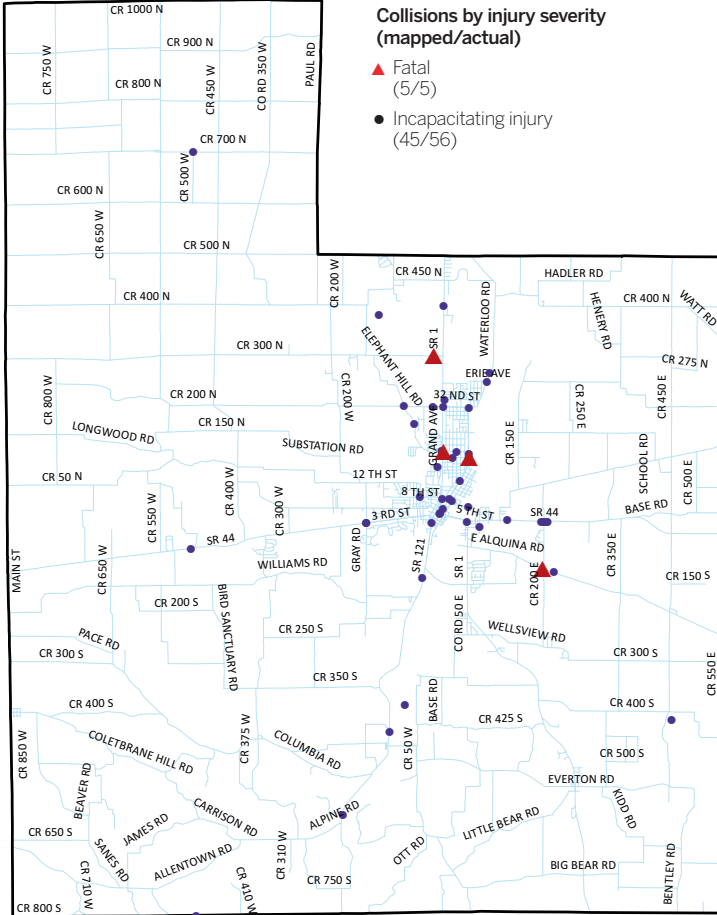 Collisions by injury severity
(mapped/actual)
Fatal
(5/5)
Incapacitating injury
(45/56)
CR 1000 N
CR 900 N
CR 750 W
CR 800 N
CR 450 W
CO RD 350 W
PAUL RD
CR 700 N
CR 500 W
CR 600 N
CR 650 W
CR 500 N
CR 200 W
CR 450 N
HADLER RD
CR 400 N
WATERLOO RD
HENERY RD
CR 400 N
WATT RD
SR 1
ELEPHANT HILL RD
CR 300 N
CR 275 N
ERIE AVE
CR 800 W
CR 200 N
CR 200 W
32 ND ST
CR 250 E
CR 450 E
LONGWOOD RD
CR 150 N
SUBSTATION RD
GRAND AVE
CR 150 E
SCHOOL RD
CR 50 N
CR 400 W
12 TH ST
CR 500 E
CR 550 W
CR 300 W
8 TH ST
3 RD ST
5 TH ST
SR 44
BASE RD
SR 44
GRAY RD
E ALQUINA RD
CR 350 E
MAIN ST
CR 650 W
WILLIAMS RD
SR 121
SR 1
CR 200 E
CR 150 S
CR 200 S
BIRD SANCTUARY RD
CR 250 S
CO RD 50 E
WELLSVIEW RD
PACE RD
CR 300 S
CR 300 S
CR 550 E
CR 350 S
BASE RD
CR 400 S
CR 400 S
CR 425 S
CR 850 W
COLETBRANE HILL RD
CR 375 W
COLUMBIA RD
CR 50 W
CR 500 S
BEAVER RD
EVERTON RD
KIDD RD
CARRISON RD
ALPINE RD
LITTLE BEAR RD
CR 650 S
JAMES RD
SANES RD
ALLENTOWN RD
CR 310 W
OTT RD
BIG BEAR RD
BENTLEY RD
CR 710 W
CR 410 W
CR 750 S
CR 800 S